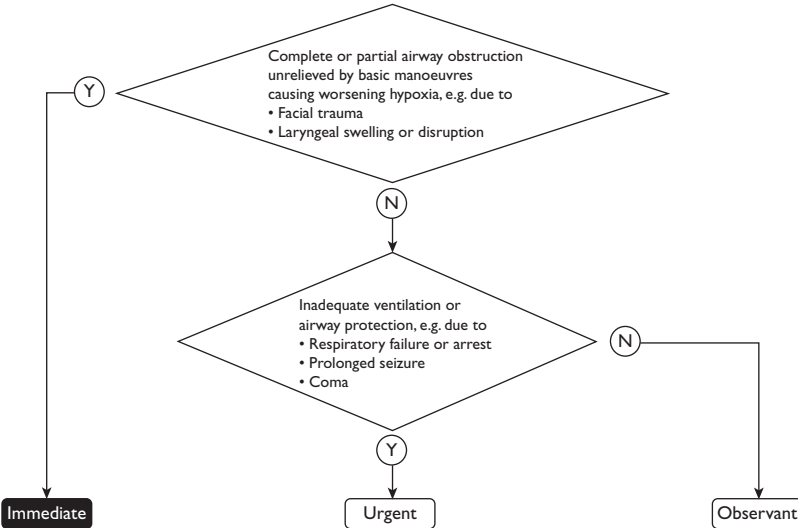 Complete or partial airway obstruction
unrelieved by basic manoeuvres
causing worsening hypoxia, e.g. due to
• Facial trauma
• Laryngeal swelling or disruption
Y
N
Inadequate ventilation or
airway protection, e.g. due to
• Respiratory failure or arrest
• Prolonged seizure
• Coma
N
Y
Immediate
Urgent
Observant